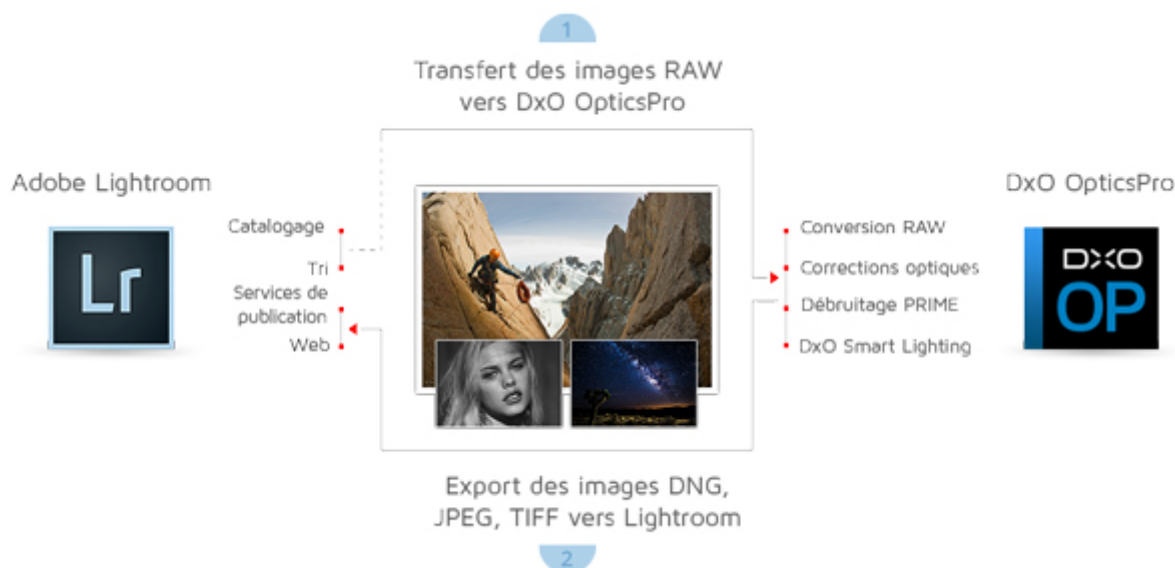 1
Transfert des images RAW
vers DxO OpticsPro
Adobe Lightroom
Lr
Catalogage
Tri
Services de
publication
Web
DxO OpticsPro
Conversion RAW
Corrections optiques
Débruitage PRIME
DxO Smart Lighting
DXO
OP
Export des images DNG,
JPEG, TIFF vers Lightroom
2